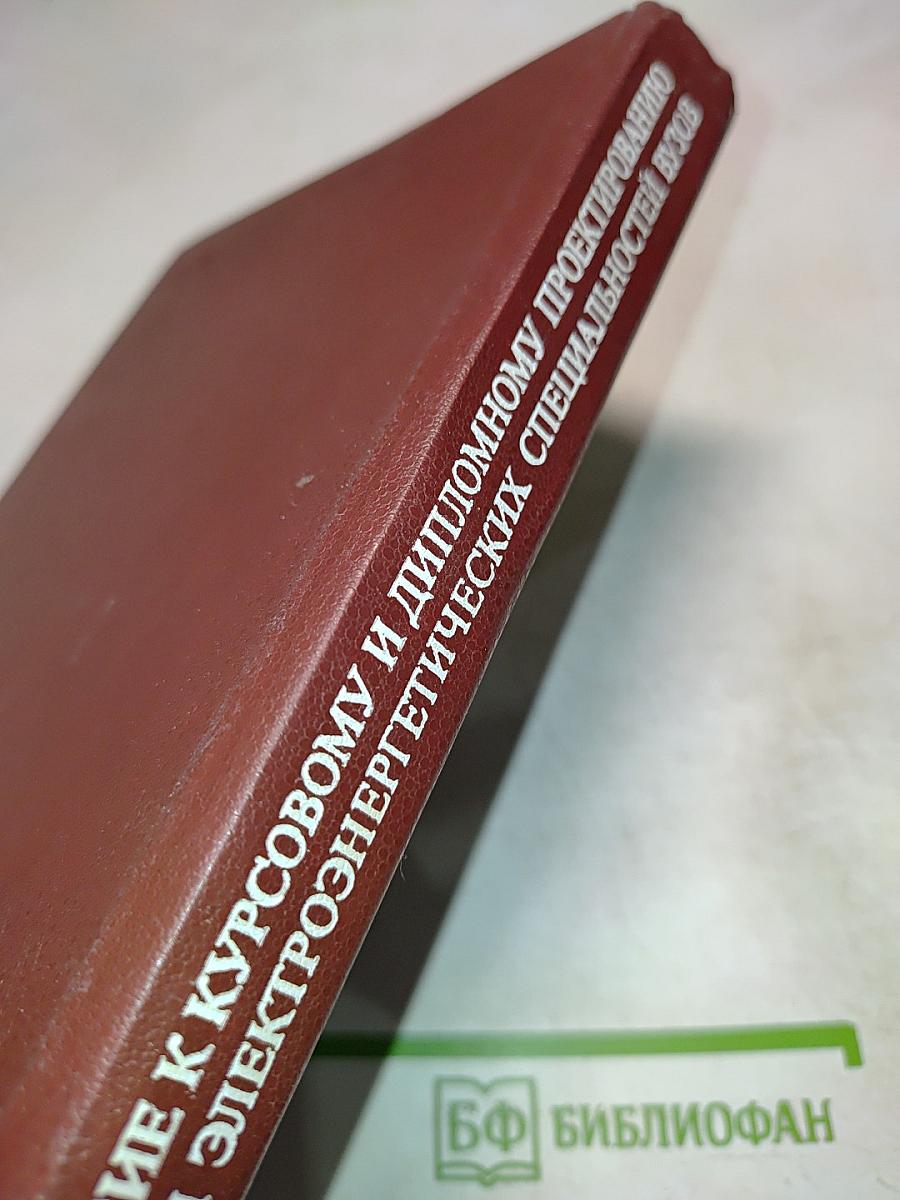 ИЕ К КУРСОВОМУ И ДИПЛОМНОМУ ПРОЕКТИРОВАНИЮ
ЭЛЕКТРОЭНЕРГЕТИЧЕСКИХ СПЕЦИАЛЬНОСТЕЙ ВУЗОВ
БФ БИБЛИОФАН